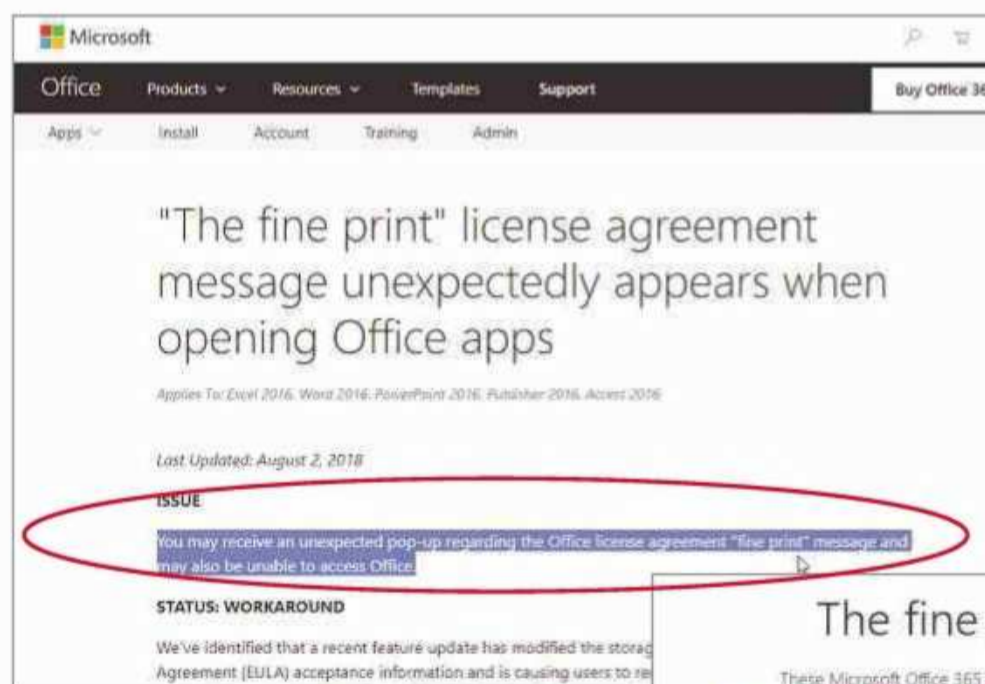 Microsoft
Office Products Resources Templates Support Buy Office 36
Apps Install Account Training Admin
"The fine print" license agreement
message unexpectedly appears when
opening Office apps
Applies To: Excel 2016, Word 2016, PowerPoint 2016, Publisher 2016, Access 2016
Last Updated: August 2, 2018
ISSUE
You may receive an unexpected pop-up regarding the Office license agreement "fine print" message and
may also be unable to access Office.
STATUS: WORKAROUND
We've identified that a recent feature update has modified the storag
Agreement (EULA) acceptance information and is causing users to re
The fine
These Microsoft Office 365